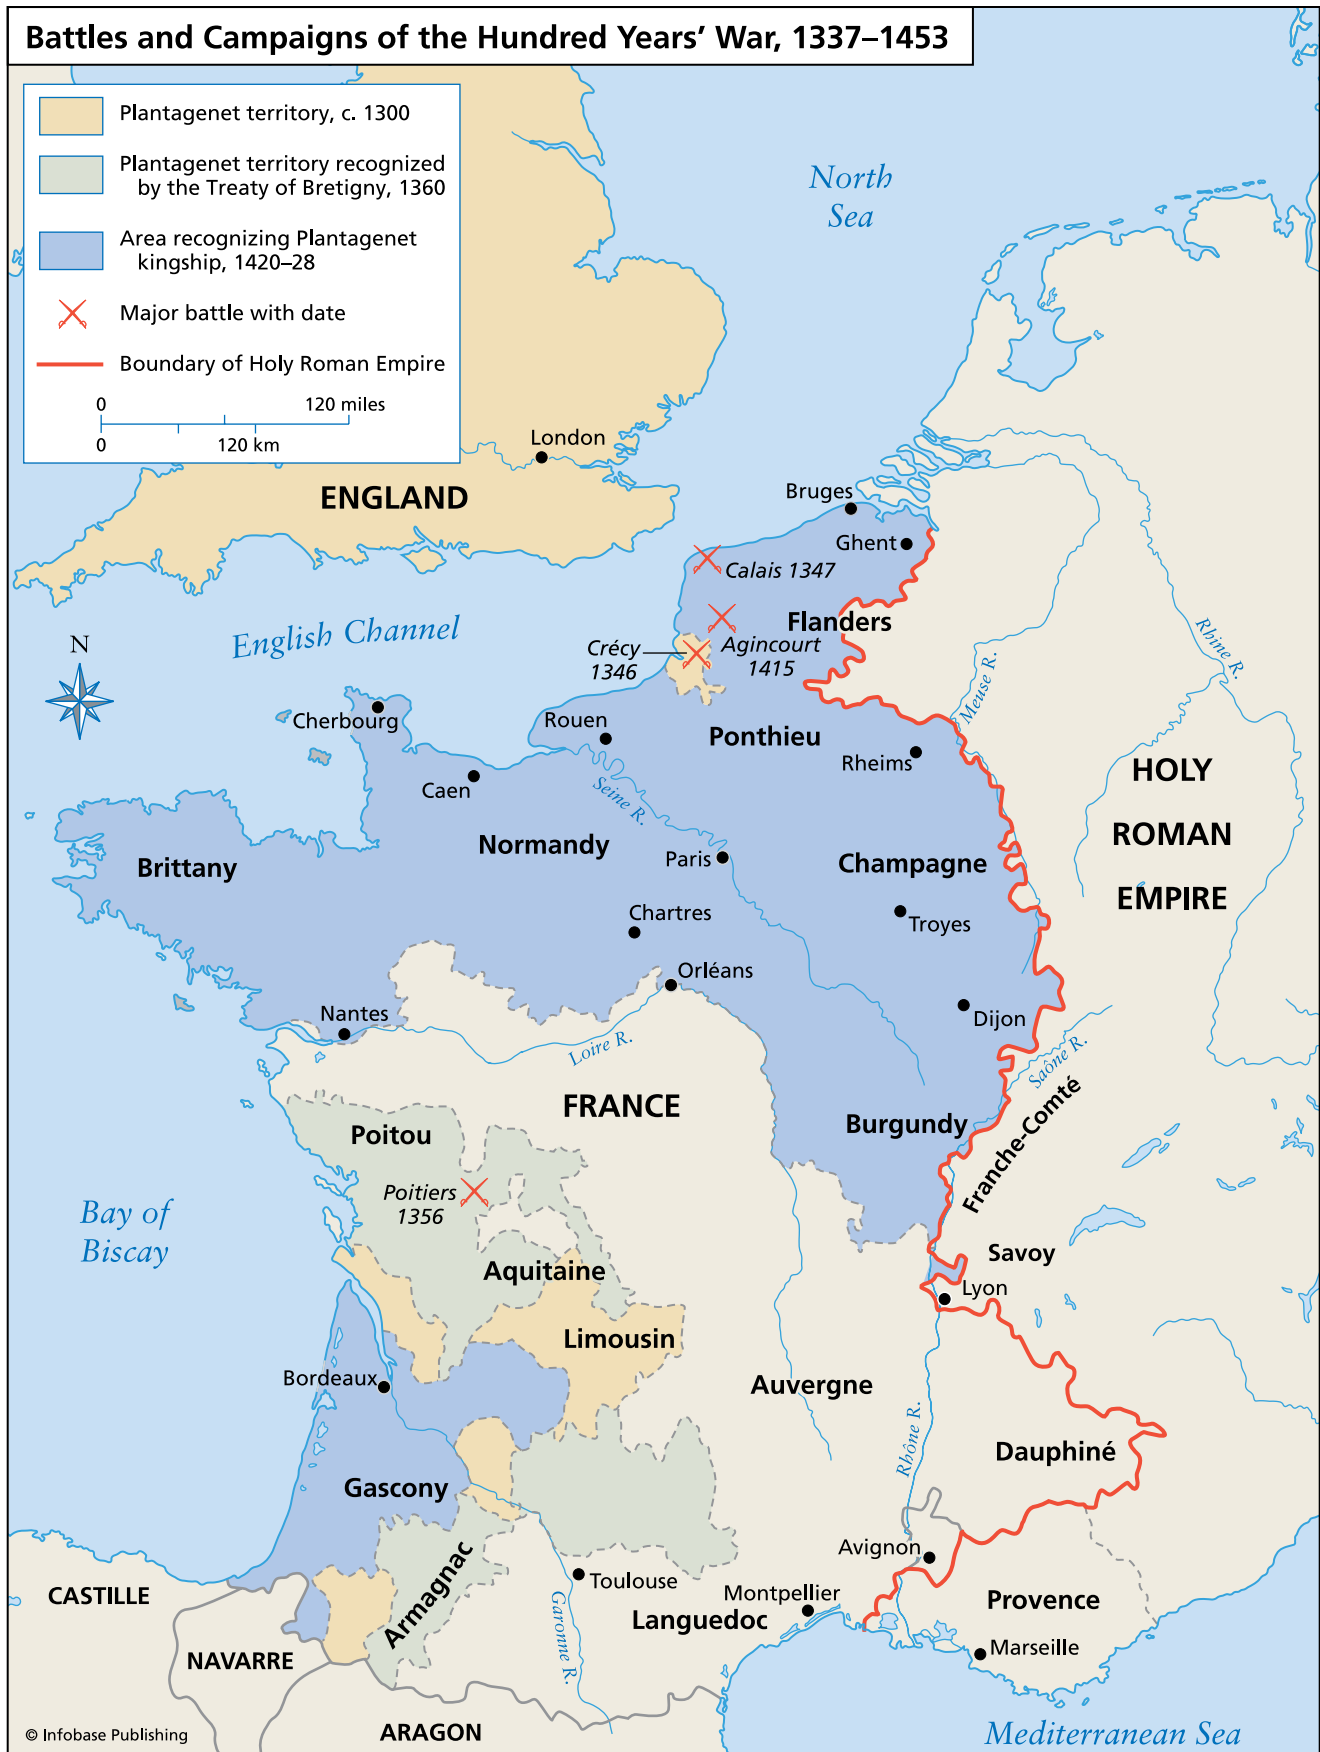 Battles and Campaigns of the Hundred Years’ War, 1337–1453
Plantagenet territory, c. 1300
Plantagenet territory recognized
by the Treaty of Bretigny, 1360
Area recognizing Plantagenet
kingship, 1420–28
Major battle with date
Boundary of Holy Roman Empire
0 120 miles
0 120 km
North
Sea
London
ENGLAND
Bruges
Ghent
Calais 1347
Flanders
English Channel
N
Crécy
1346
Agincourt
1415
Rhine R.
Meuse R.
Cherbourg
Rouen
Ponthieu
Rheims
HOLY
ROMAN
EMPIRE
Caen
Seine R.
Normandy
Paris
Champagne
Brittany
Chartres
Troyes
Orléans
Nantes
Dijon
Loire R.
Saône R.
FRANCE
Franche-Comté
Burgundy
Poitou
Poitiers
1356
Bay of
Biscay
Aquitaine
Savoy
Lyon
Limousin
Bordeaux
Auvergne
Rhône R.
Dauphiné
Gascony
Avignon
Armagnac
Toulouse
Garonne R.
Montpellier
Languedoc
Provence
CASTILLE
NAVARRE
Marseille
ARAGON
Mediterranean Sea
© Infobase Publishing